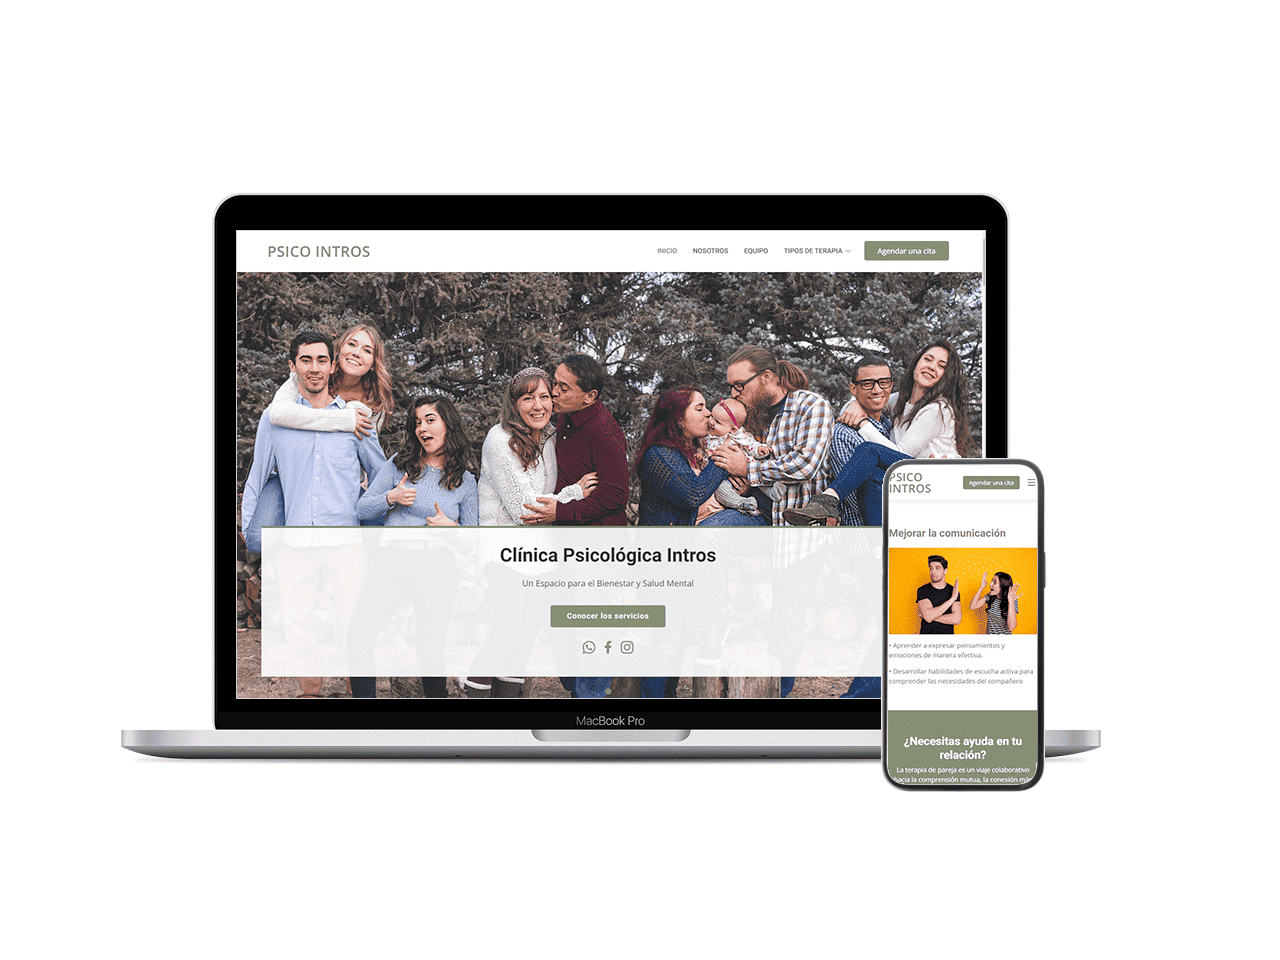 PSICO INTROS
INICIO NOSOTROS EQUIPO TIPOS DE TERAPIA Agendar una cita
Clínica Psicológica Intros
Un Espacio para el Bienestar y Salud Mental
Conocer los servicios
MacBook Pro
PSICO
INTROS
Agendar una cita
Mejorar la comunicación
• Aprender a expresar pensamientos y
emociones de manera efectiva.
• Desarrollar habilidades de escucha activa para
comprender las necesidades del compañero
¿Necesitas ayuda en tu
relación?
La terapia de pareja es un viaje colaborativo
hacia la comprensión mutua, la conexión más